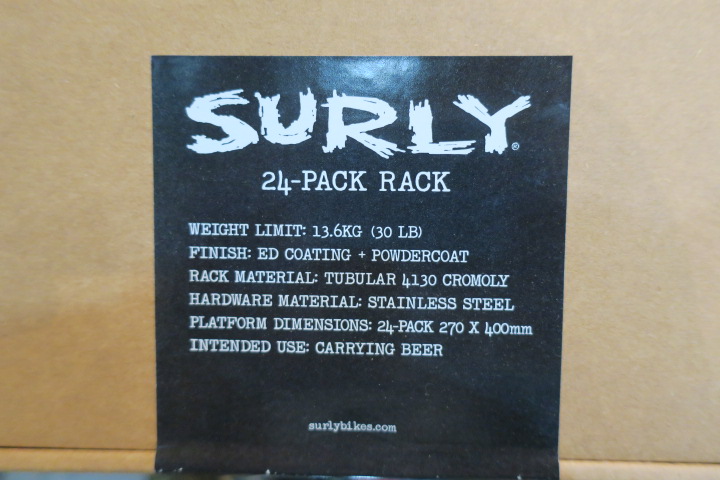 SURLY®
24-PACK RACK
WEIGHT LIMIT: 13.6KG (30 LB)
FINISH: ED COATING + POWDERCOAT
RACK MATERIAL: TUBULAR 4130 CROMOLY
HARDWARE MATERIAL: STAINLESS STEEL
PLATFORM DIMENSIONS: 24-PACK 270 X 400mm
INTENDED USE: CARRYING BEER
surlybikes.com